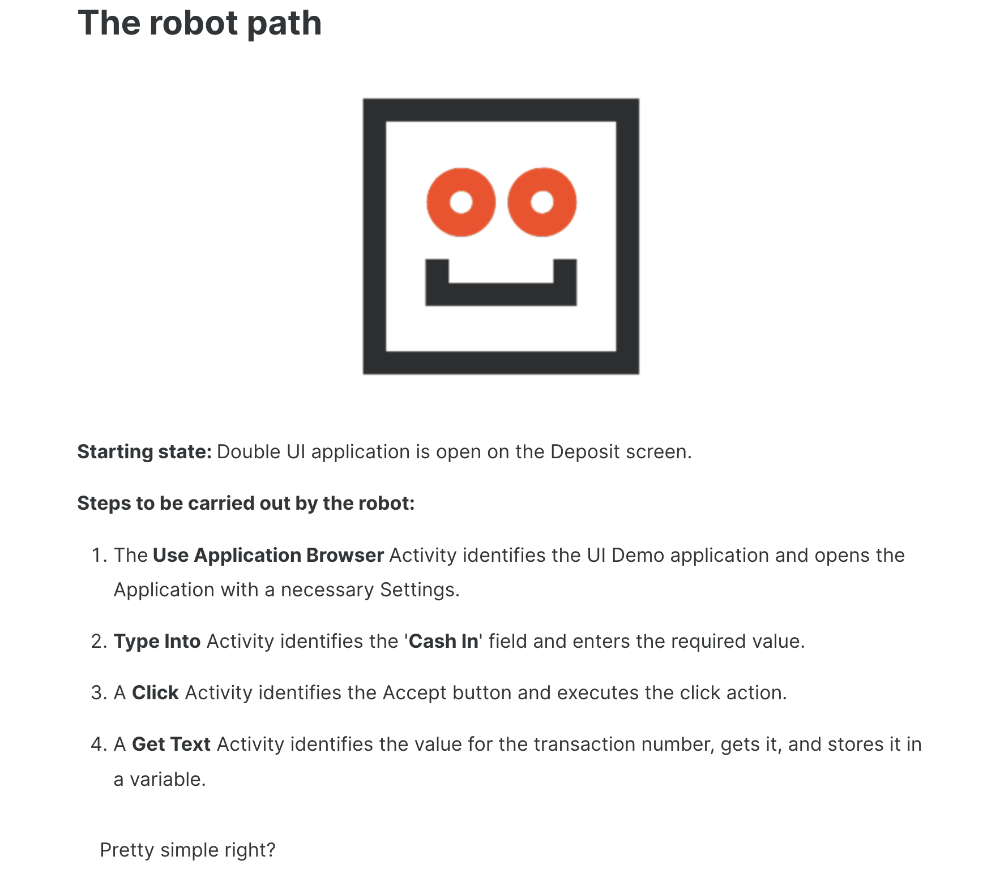 The robot path
Starting state: Double UI application is open on the Deposit screen.
Steps to be carried out by the robot:
1. The Use Application Browser Activity identifies the UI Demo application and opens the
Application with a necessary Settings.
2. Type Into Activity identifies the 'Cash In' field and enters the required value.
3. A Click Activity identifies the Accept button and executes the click action.
4. A Get Text Activity identifies the value for the transaction number, gets it, and stores it in
a variable.
Pretty simple right?